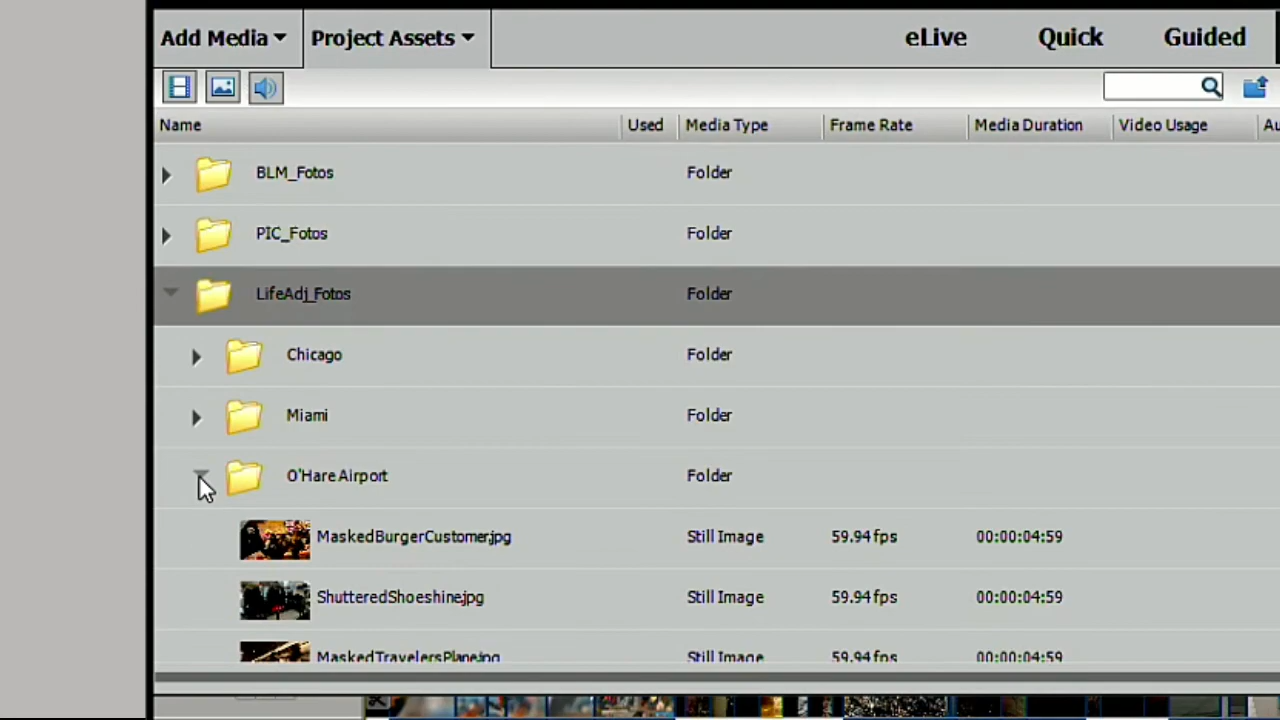 Add Media Project Assets eLive Quick Guided
Name Used Media Type Frame Rate Media Duration Video Usage Au
BLM_Fotos Folder
PIC_Fotos Folder
LifeAdj_Fotos Folder
Chicago Folder
Miami Folder
O'Hare Airport Folder
MaskedBurgerCustomer.jpg Still Image 59.94 fps 00:00:04:59
ShutteredShoeshine.jpg Still Image 59.94 fps 00:00:04:59
MaskedTravelersPlane.jpg Still Image 59.94 fps 00:00:04:59